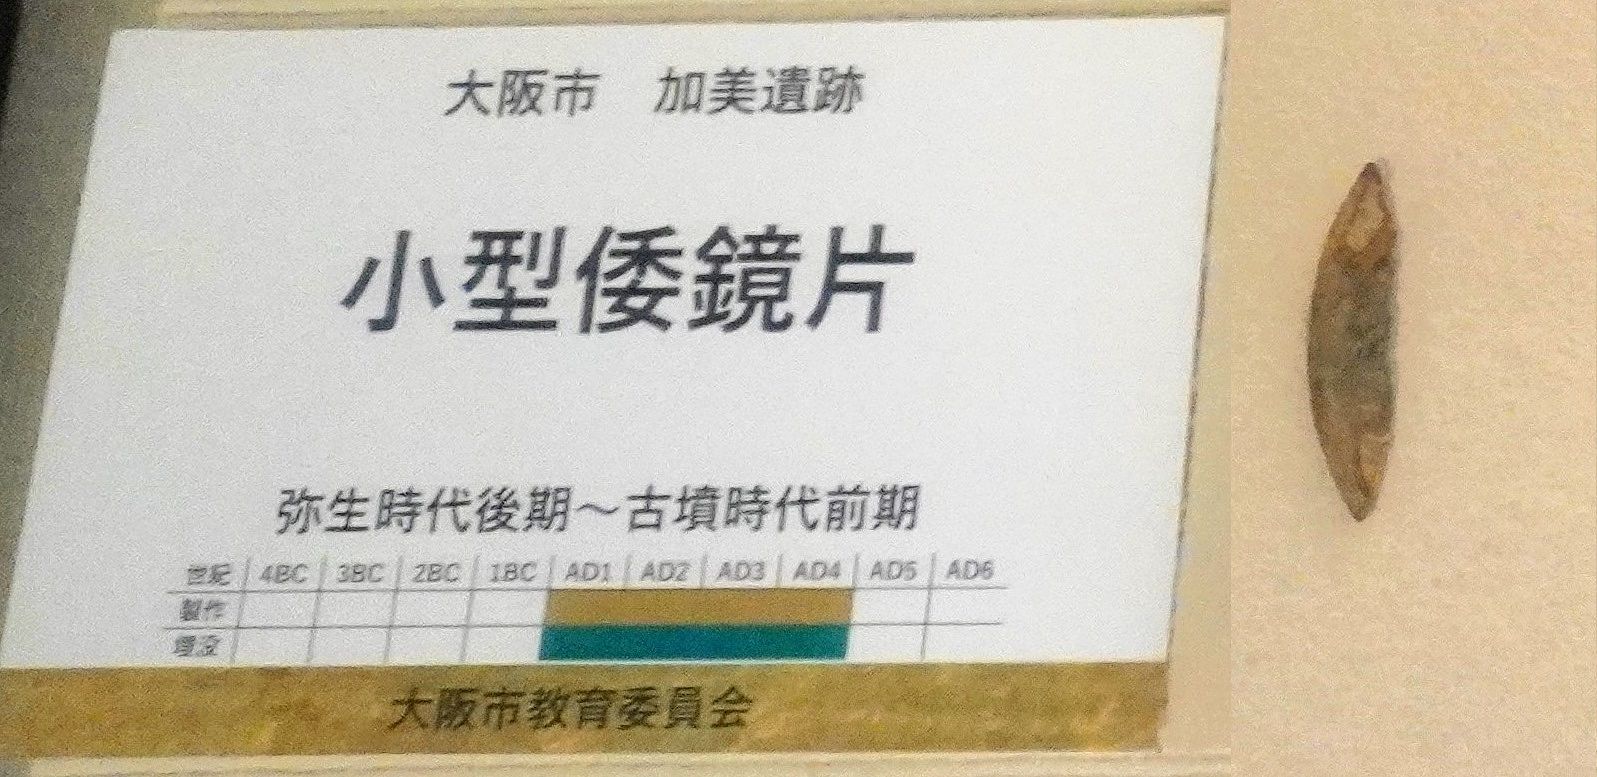 大阪市　加美遺跡
小型倭鏡片
弥生時代後期～古墳時代前期
世紀 4BC 3BC 2BC 1BC AD1 AD2 AD3 AD4 AD5 AD6
製作
埋没
大阪市教育委員会